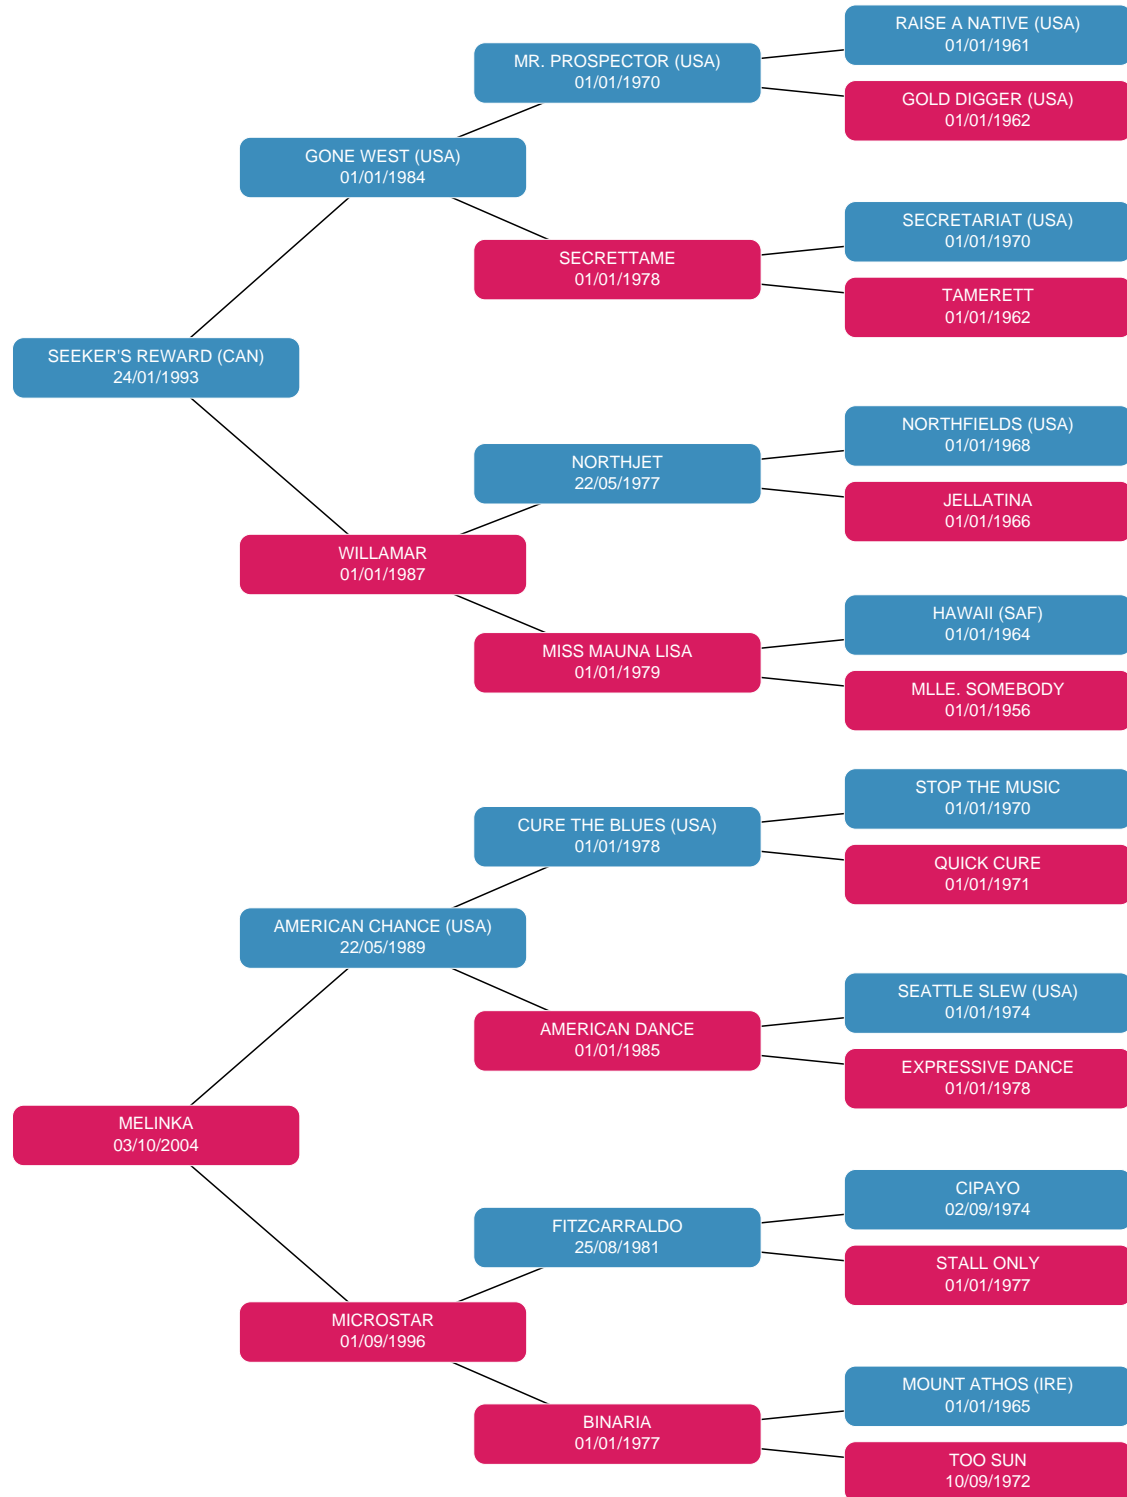 RAISE A NATIVE (USA)
01/01/1961
MR. PROSPECTOR (USA)
01/01/1970
GOLD DIGGER (USA)
01/01/1962
GONE WEST (USA)
01/01/1984
SECRETARIAT (USA)
01/01/1970
SECRETTAME
01/01/1978
TAMERETT
01/01/1962
SEEKER'S REWARD (CAN)
24/01/1993
NORTHFIELDS (USA)
01/01/1968
NORTHJET
22/05/1977
JELLATINA
01/01/1966
WILLAMAR
01/01/1987
HAWAII (SAF)
01/01/1964
MISS MAUNA LISA
01/01/1979
MLLE. SOMEBODY
01/01/1956
STOP THE MUSIC
01/01/1970
CURE THE BLUES (USA)
01/01/1978
QUICK CURE
01/01/1971
AMERICAN CHANCE (USA)
22/05/1989
SEATTLE SLEW (USA)
01/01/1974
AMERICAN DANCE
01/01/1985
EXPRESSIVE DANCE
01/01/1978
MELINKA
03/10/2004
CIPAYO
02/09/1974
FITZCARRALDO
25/08/1981
STALL ONLY
01/01/1977
MICROSTAR
01/09/1996
MOUNT ATHOS (IRE)
01/01/1965
BINARIA
01/01/1977
TOO SUN
10/09/1972